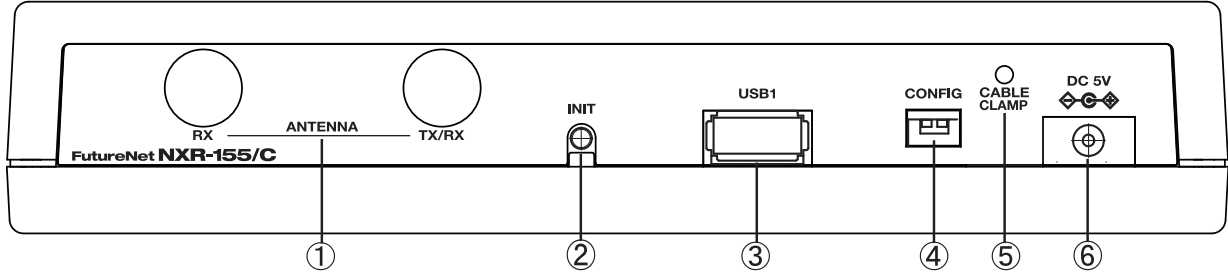 RX
ANTENNA
TX/RX
FutureNet NXR-155/C
INIT
USB1
CONFIG
CABLE
CLAMP
DC 5V
① ② ③ ④ ⑤ ⑥